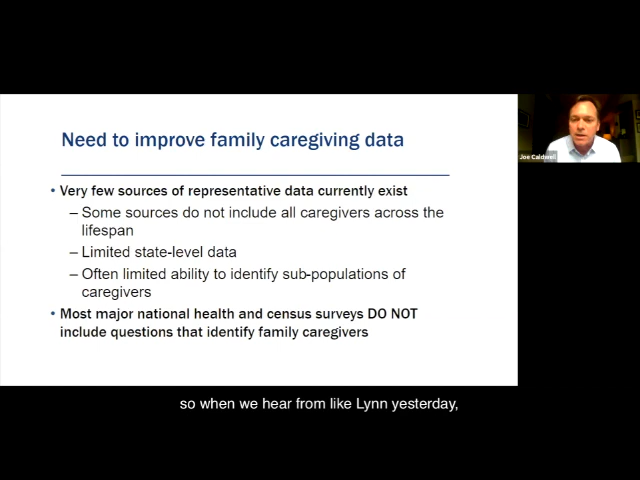 Need to improve family caregiving data
Joe Caldwell
• Very few sources of representative data currently exist
– Some sources do not include all caregivers across the
lifespan
– Limited state-level data
– Often limited ability to identify sub-populations of
caregivers
• Most major national health and census surveys DO NOT
include questions that identify family caregivers
so when we hear from like Lynn yesterday,